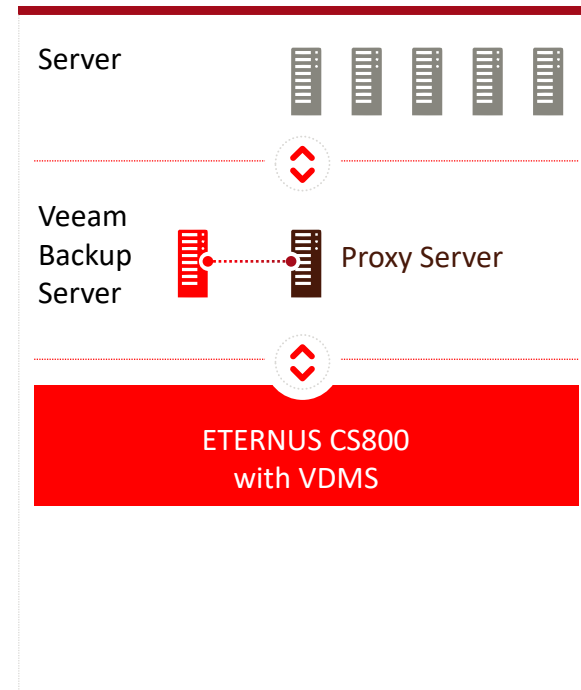 Server
Veeam
Backup
Server
Proxy Server
ETERNUS CS800
with VDMS